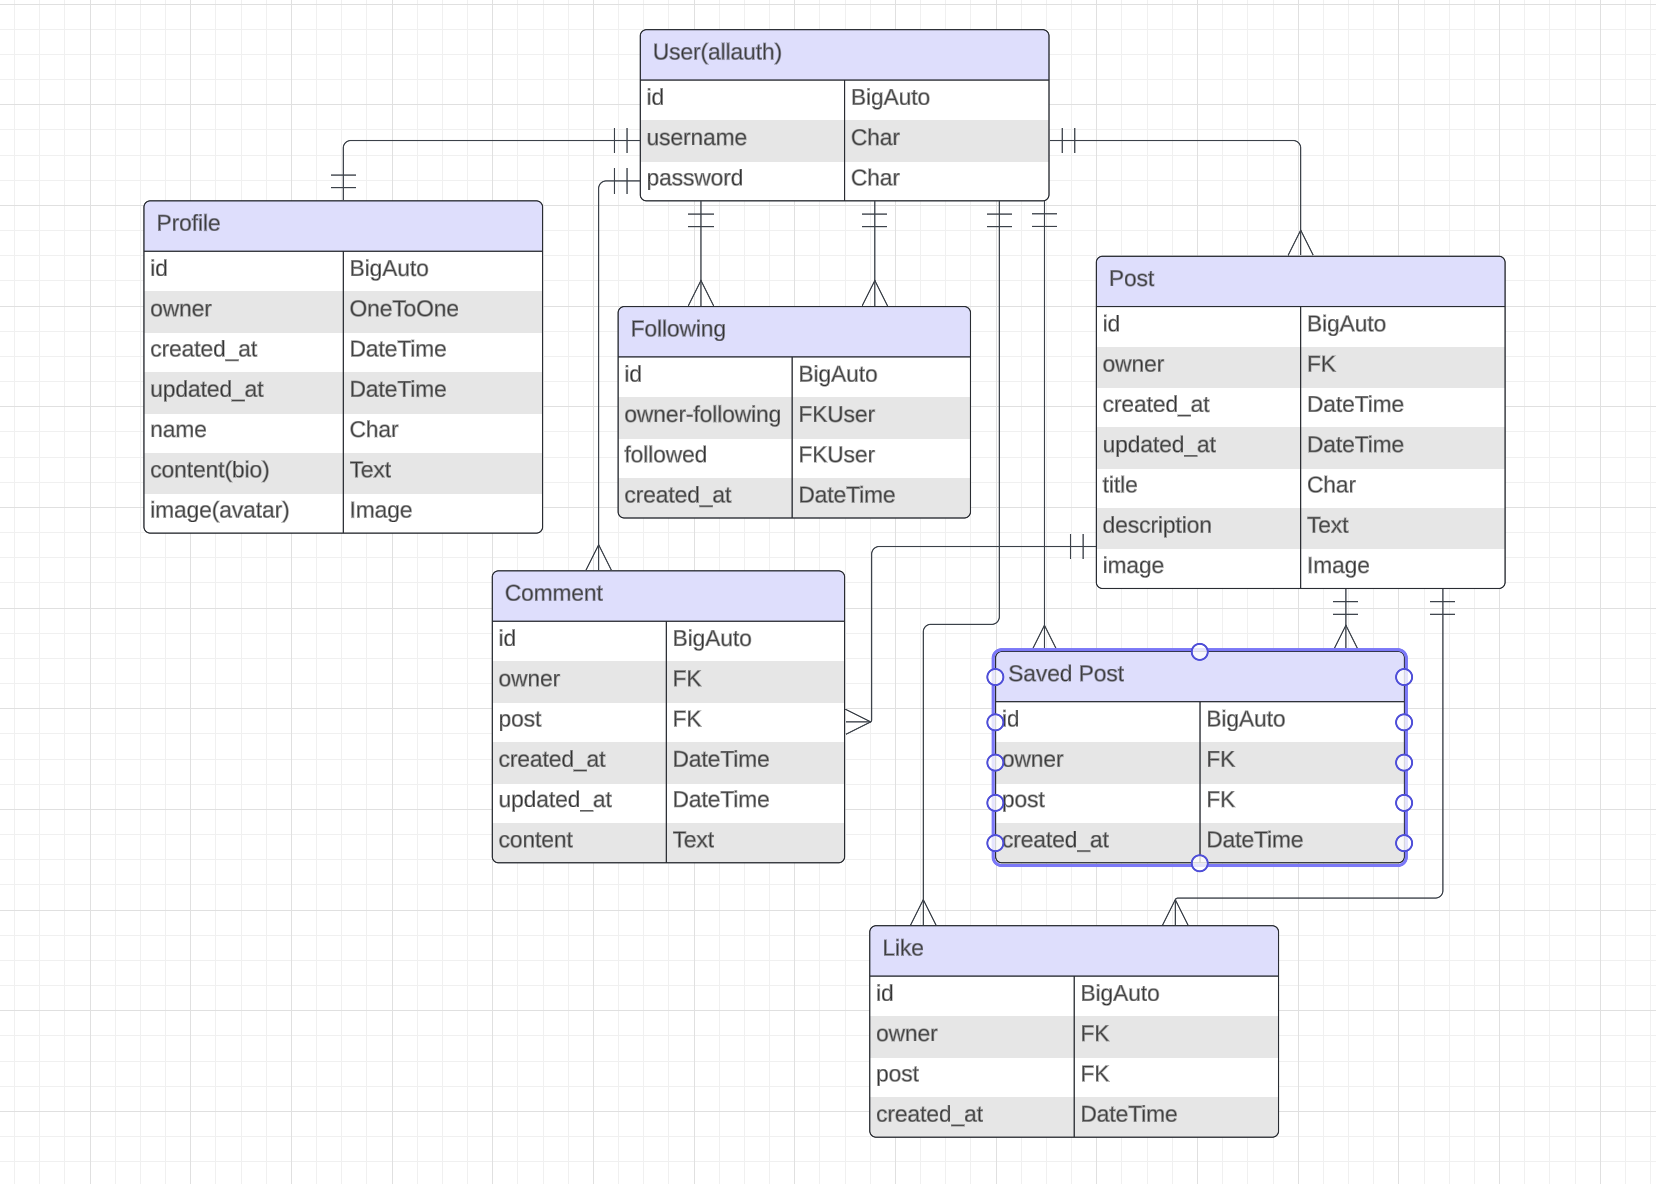 User(allauth)
id BigAuto
username Char
password Char
Profile
id BigAuto
owner OneToOne
created_at DateTime
updated_at DateTime
name Char
content(bio) Text
image(avatar) Image
Following
id BigAuto
owner-following FKUser
followed FKUser
created_at DateTime
Post
id BigAuto
owner FK
created_at DateTime
updated_at DateTime
title Char
description Text
image Image
Comment
id BigAuto
owner FK
post FK
created_at DateTime
updated_at DateTime
content Text
Saved Post
id BigAuto
owner FK
post FK
created_at DateTime
Like
id BigAuto
owner FK
post FK
created_at DateTime